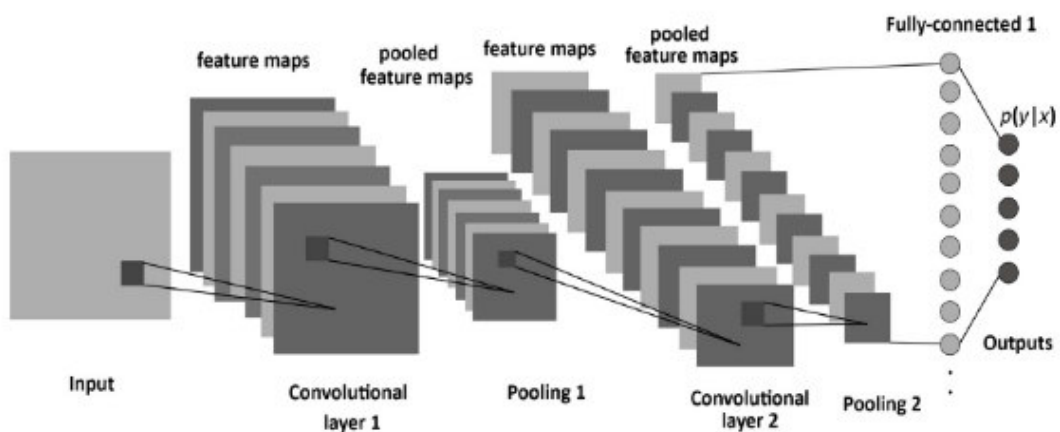 Fully-connected 1
feature maps
pooled
feature maps
feature maps
pooled
feature maps
p(y|x)
Outputs
Input
Convolutional
layer 1
Pooling 1
Convolutional
layer 2
Pooling 2